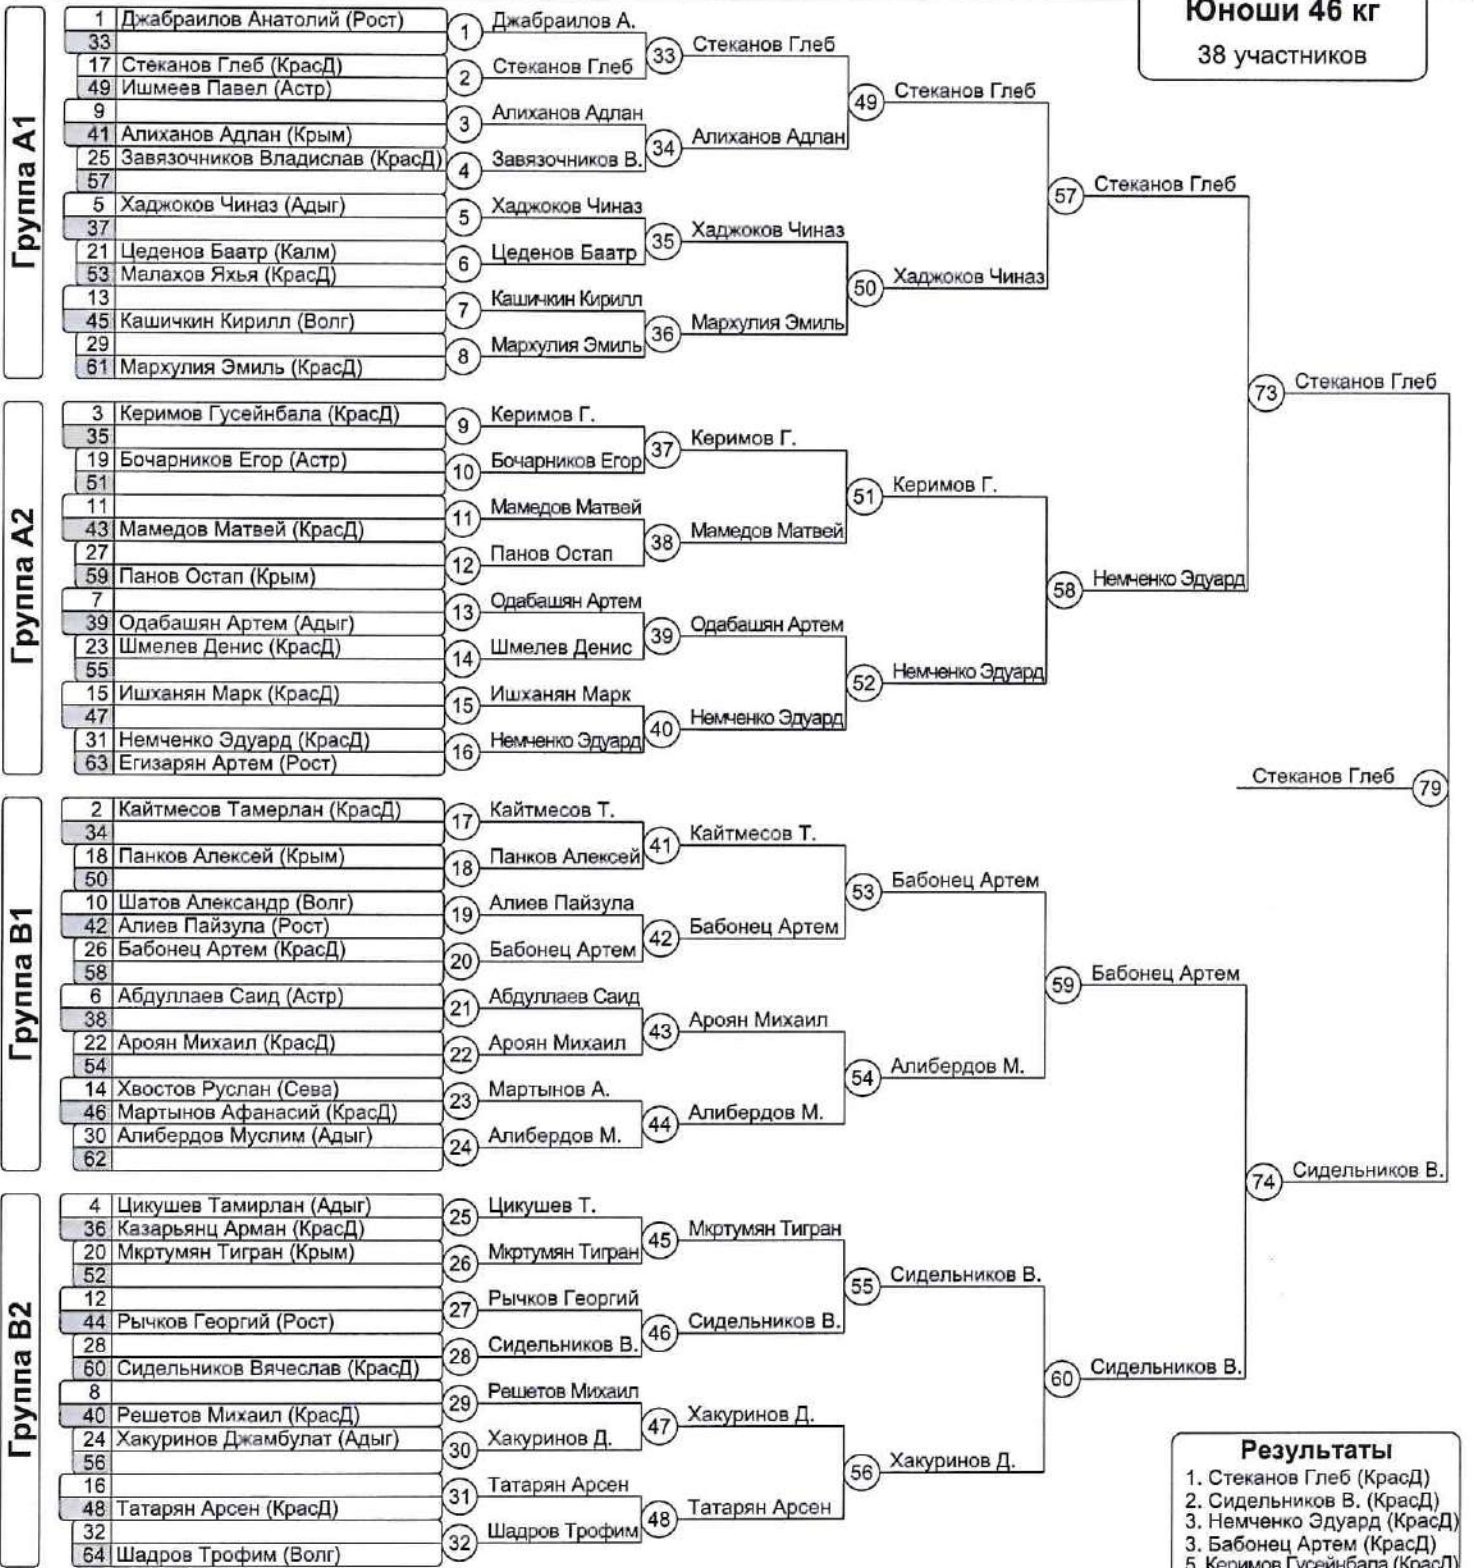 Юноши 46 кг
38 участников
Группа А1
1 Джабраилов Анатолий (Рост)
33
17 Стеканов Глеб (КрасД)
49 Ишмеев Павел (Астр)
9
41 Алиханов Адлан (Крым)
25 Завязочников Владислав (КрасД)
57
5 Хаджоков Чиназ (Адыг)
37
21 Цеденов Баатр (Калм)
53 Малахов Яхья (КрасД)
13
45 Кашичкин Кирилл (Волг)
29
61 Мархулия Эмиль (КрасД)
1 Джабраилов А.
2 Стеканов Глеб
3 Алиханов Адлан
4 Завязочников В.
5 Хаджоков Чиназ
6 Цеденов Баатр
7 Кашичкин Кирилл
8 Мархулия Эмиль
33 Стеканов Глеб
34 Алиханов Адлан
35 Хаджоков Чиназ
36 Мархулия Эмиль
49 Стеканов Глеб
50 Хаджоков Чиназ
57 Стеканов Глеб
Группа А2
3 Керимов Гусейнбала (КрасД)
35
19 Бочарников Егор (Астр)
51
11
43 Мамедов Матвей (КрасД)
27
59 Панов Остап (Крым)
7
39 Одабашян Артем (Адыг)
23 Шмелев Денис (КрасД)
55
15 Ишханян Марк (КрасД)
47
31 Немченко Эдуард (КрасД)
63 Егизарян Артем (Рост)
9 Керимов Г.
10 Бочарников Егор
11 Мамедов Матвей
12 Панов Остап
13 Одабашян Артем
14 Шмелев Денис
15 Ишханян Марк
16 Немченко Эдуард
37 Керимов Г.
38 Мамедов Матвей
39 Одабашян Артем
40 Немченко Эдуард
51 Керимов Г.
52 Немченко Эдуард
58 Немченко Эдуард
73 Стеканов Глеб
Стеканов Глеб 79
Группа В1
2 Кайтмесов Тамерлан (КрасД)
34
18 Панков Алексей (Крым)
50
10 Шатов Александр (Волг)
42 Алиев Пайзула (Рост)
26 Бабонец Артем (КрасД)
58
6 Абдуллаев Саид (Астр)
38
22 Ароян Михаил (КрасД)
54
14 Хвостов Руслан (Сева)
46 Мартынов Афанасий (КрасД)
30 Алибердов Муслим (Адыг)
62
17 Кайтмесов Т.
18 Панков Алексей
19 Алиев Пайзула
20 Бабонец Артем
21 Абдуллаев Саид
22 Ароян Михаил
23 Мартынов А.
24 Алибердов М.
41 Кайтмесов Т.
42 Бабонец Артем
43 Ароян Михаил
44 Алибердов М.
53 Бабонец Артем
54 Алибердов М.
59 Бабонец Артем
Группа В2
4 Цикушев Тамирлан (Адыг)
36 Казарьянц Арман (КрасД)
20 Мкртумян Тигран (Крым)
52
12
44 Рычков Георгий (Рост)
28
60 Сидельников Вячеслав (КрасД)
8
40 Решетов Михаил (КрасД)
24 Хакуринов Джамбулат (Адыг)
56
16
48 Татарян Арсен (КрасД)
32
64 Шадров Трофим (Волг)
25 Цикушев Т.
26 Мкртумян Тигран
27 Рычков Георгий
28 Сидельников В.
29 Решетов Михаил
30 Хакуринов Д.
31 Татарян Арсен
32 Шадров Трофим
45 Мкртумян Тигран
46 Сидельников В.
47 Хакуринов Д.
48 Татарян Арсен
55 Сидельников В.
56 Хакуринов Д.
60 Сидельников В.
74 Сидельников В.
Результаты
1. Стеканов Глеб (КрасД)
2. Сидельников В. (КрасД)
3. Немченко Эдуард (КрасД)
3. Бабонец Артем (КрасД)
5. Керимов Гусейнбала (КрасД)